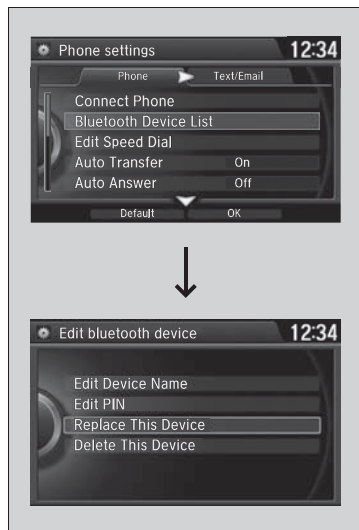 Phone settings 12:34
Phone Text/Email
Connect Phone
Bluetooth Device List
Edit Speed Dial
Auto Transfer On
Auto Answer Off
Default OK
Edit bluetooth device 12:34
Edit Device Name
Edit PIN
Replace This Device
Delete This Device